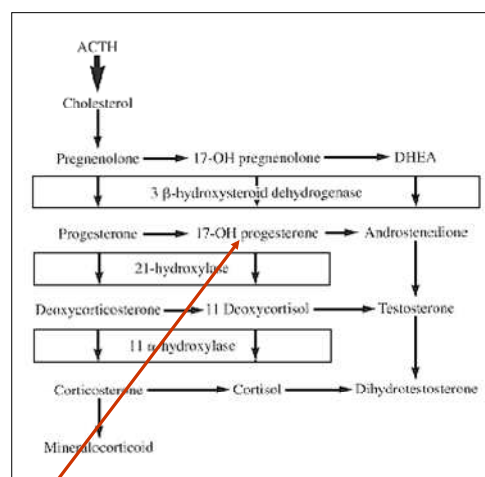 ACTH
Cholesterol
Pregnenolone 17-OH pregnenolone DHEA
3 β-hydroxysteroid dehydrogenase
Progesterone 17-OH progesterone Androstenedione
21-hydroxylase
Deoxycorticosterone 11 Deoxycortisol Testosterone
11 α-hydroxylase
Corticosterone Cortisol Dihydrotestosterone
Mineralocorticoid